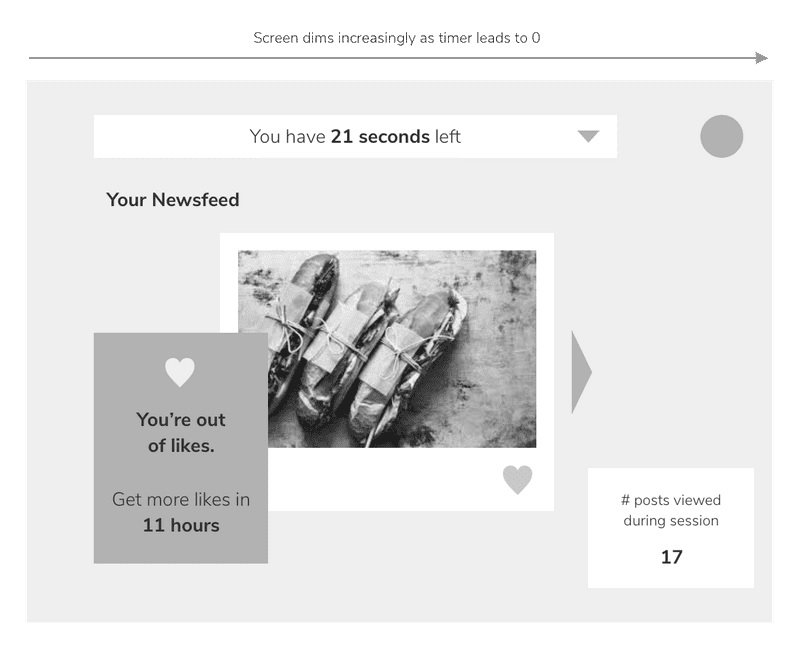 Screen dims increasingly as timer leads to 0
You have 21 seconds left
Your Newsfeed
You're out
of likes.
Get more likes in
11 hours
# posts viewed
during session
17